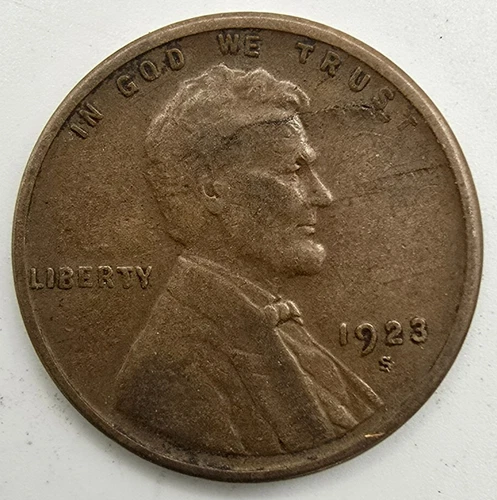 IN GOD WE TRUST
LIBERTY
1923
S